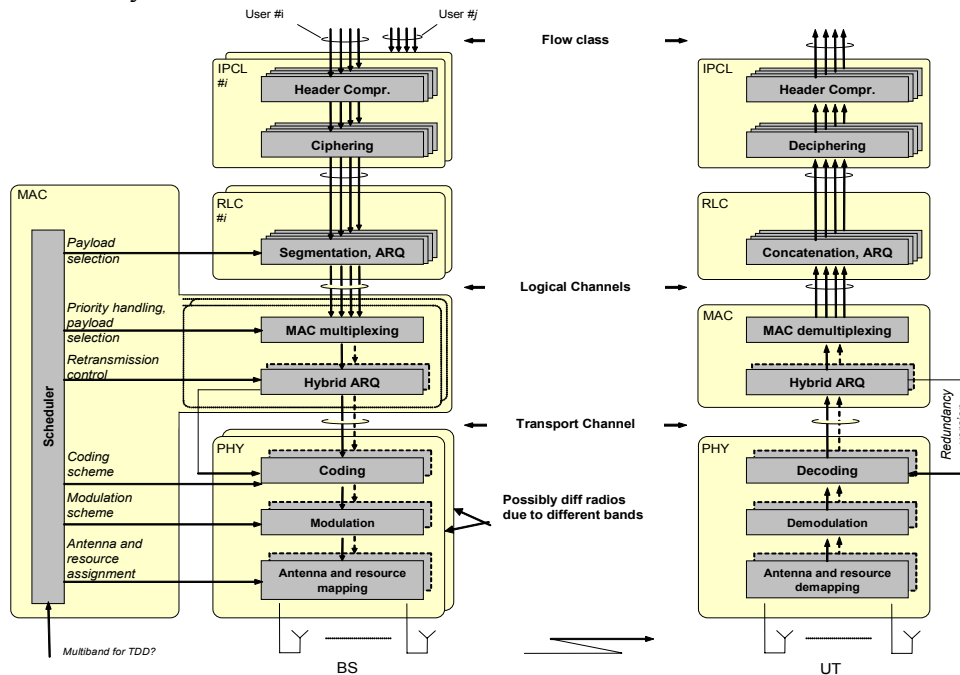 User #i
User #j
Flow class
IPCL
#i
Header Compr.
Ciphering
IPCL
Header Compr.
Deciphering
MAC
RLC
#i
Segmentation, ARQ
RLC
Concatenation, ARQ
Payload
selection
Logical Channels
Priority handling,
payload
selection
MAC multiplexing
MAC
MAC demultiplexing
Retransmission
control
Hybrid ARQ
Hybrid ARQ
Redundancy
Scheduler
Transport Channel
PHY
Coding
PHY
Decoding
Coding
scheme
Modulation
scheme
Modulation
Possibly diff radios
due to different bands
Demodulation
Antenna and
resource
assignment
Antenna and resource
mapping
Antenna and resource
demapping
Multiband for TDD?
BS
UT